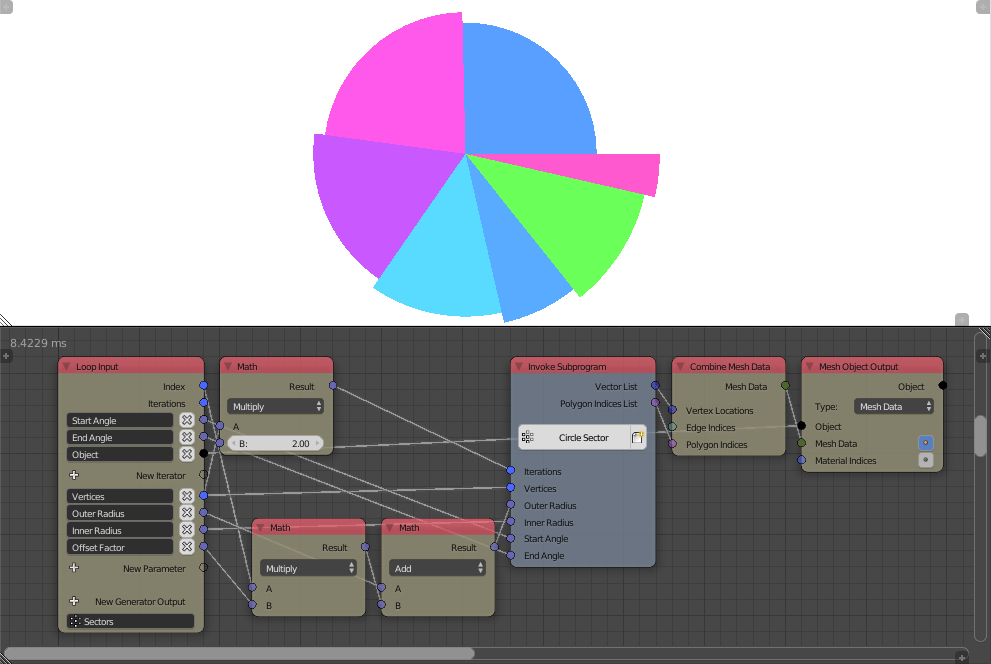 8.4229 ms
Loop Input
Index
Iterations
Start Angle
End Angle
Object
New Iterator
Vertices
Outer Radius
Inner Radius
Offset Factor
New Parameter
New Generator Output
Sectors
Math
Result
Multiply
A
B: 2.00
Math
Result
Multiply
A
B
Math
Result
Add
A
B
Invoke Subprogram
Vector List
Polygon Indices List
Circle Sector
Iterations
Vertices
Outer Radius
Inner Radius
Start Angle
End Angle
Combine Mesh Data
Mesh Data
Vertex Locations
Edge Indices
Polygon Indices
Mesh Object Output
Object
Type: Mesh Data
Object
Mesh Data
Material Indices